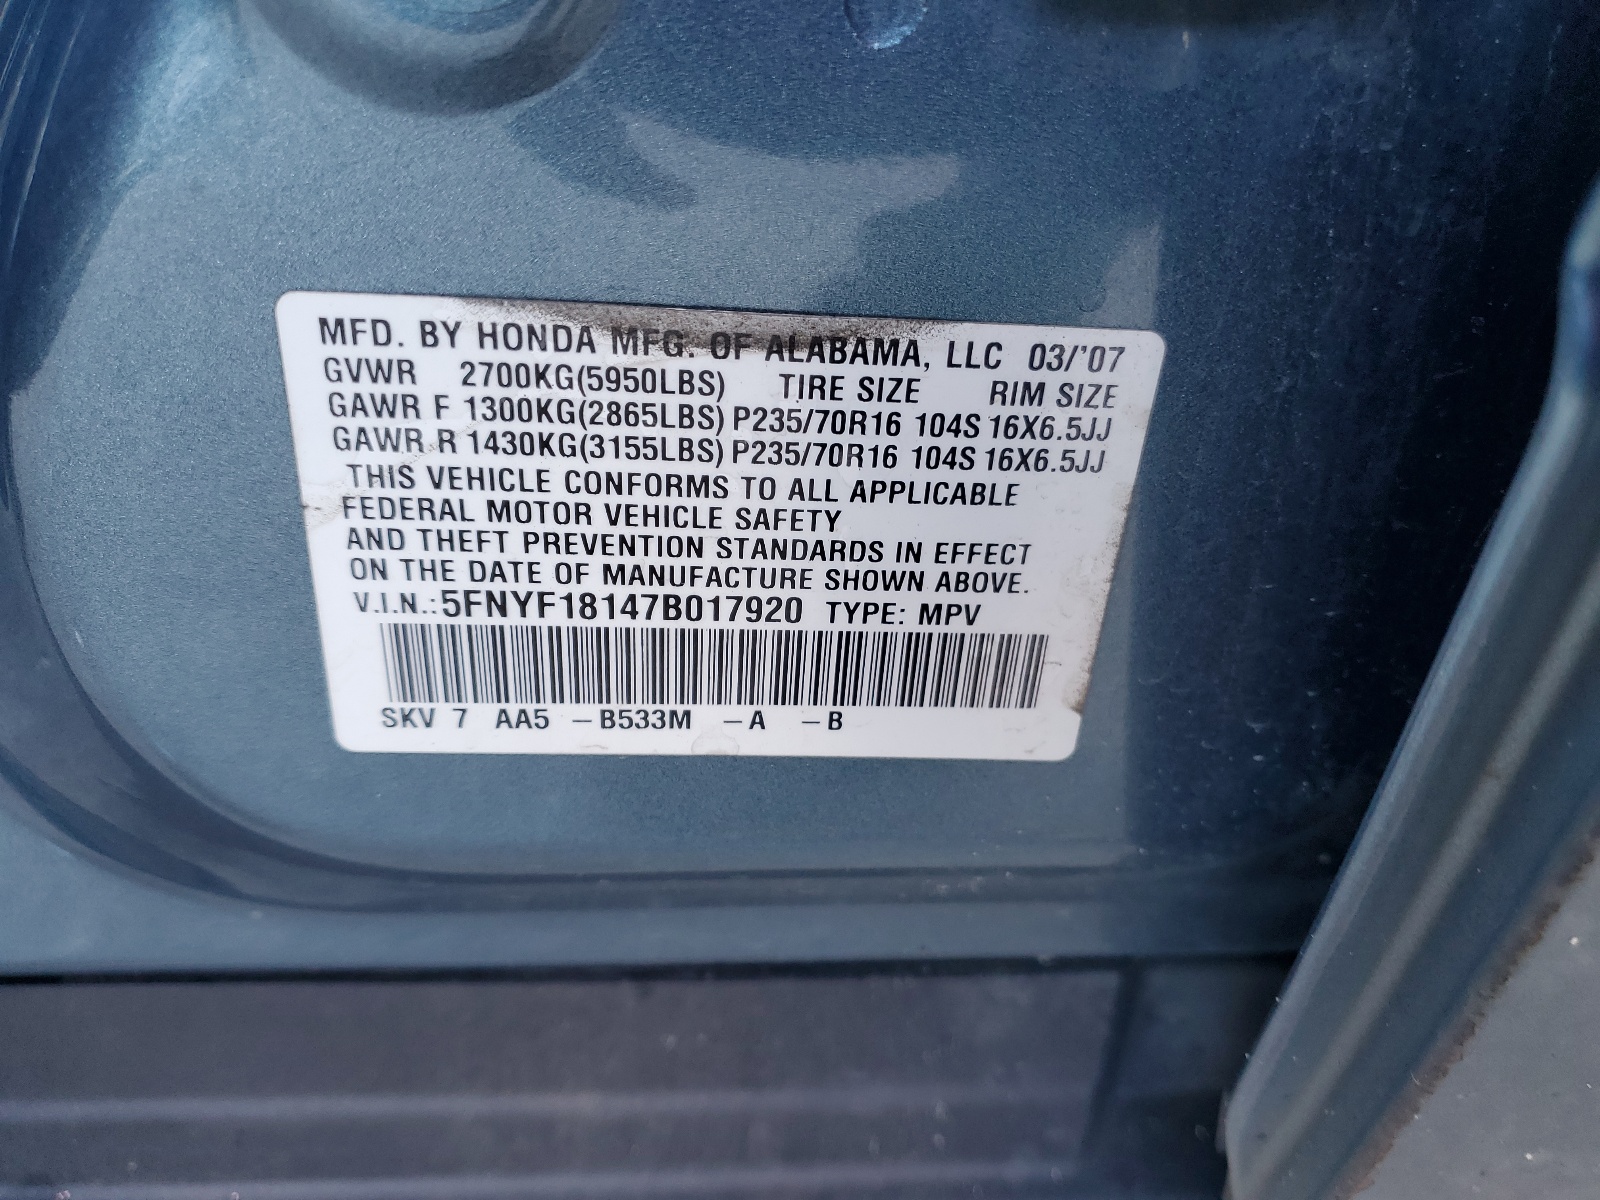 MFD. BY HONDA MFG. OF ALABAMA, LLC 03/'07
GVWR 2700KG(5950LBS) TIRE SIZE RIM SIZE
GAWR F 1300KG(2865LBS) P235/70R16 104S 16X6.5JJ
GAWR R 1430KG(3155LBS) P235/70R16 104S 16X6.5JJ
THIS VEHICLE CONFORMS TO ALL APPLICABLE
FEDERAL MOTOR VEHICLE SAFETY
AND THEFT PREVENTION STANDARDS IN EFFECT
ON THE DATE OF MANUFACTURE SHOWN ABOVE.
V.I.N.: 5FNYF18147B017920 TYPE: MPV
SKV 7 AA5 -B533M -A -B